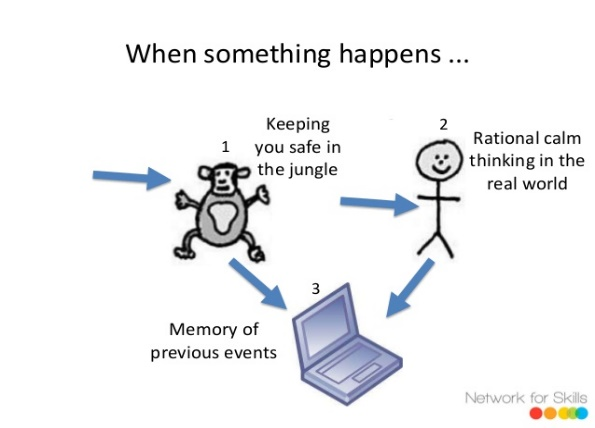 When something happens ...
1
Keeping
you safe in
the jungle
2
Rational calm
thinking in the
real world
3
Memory of
previous events
Network for Skills